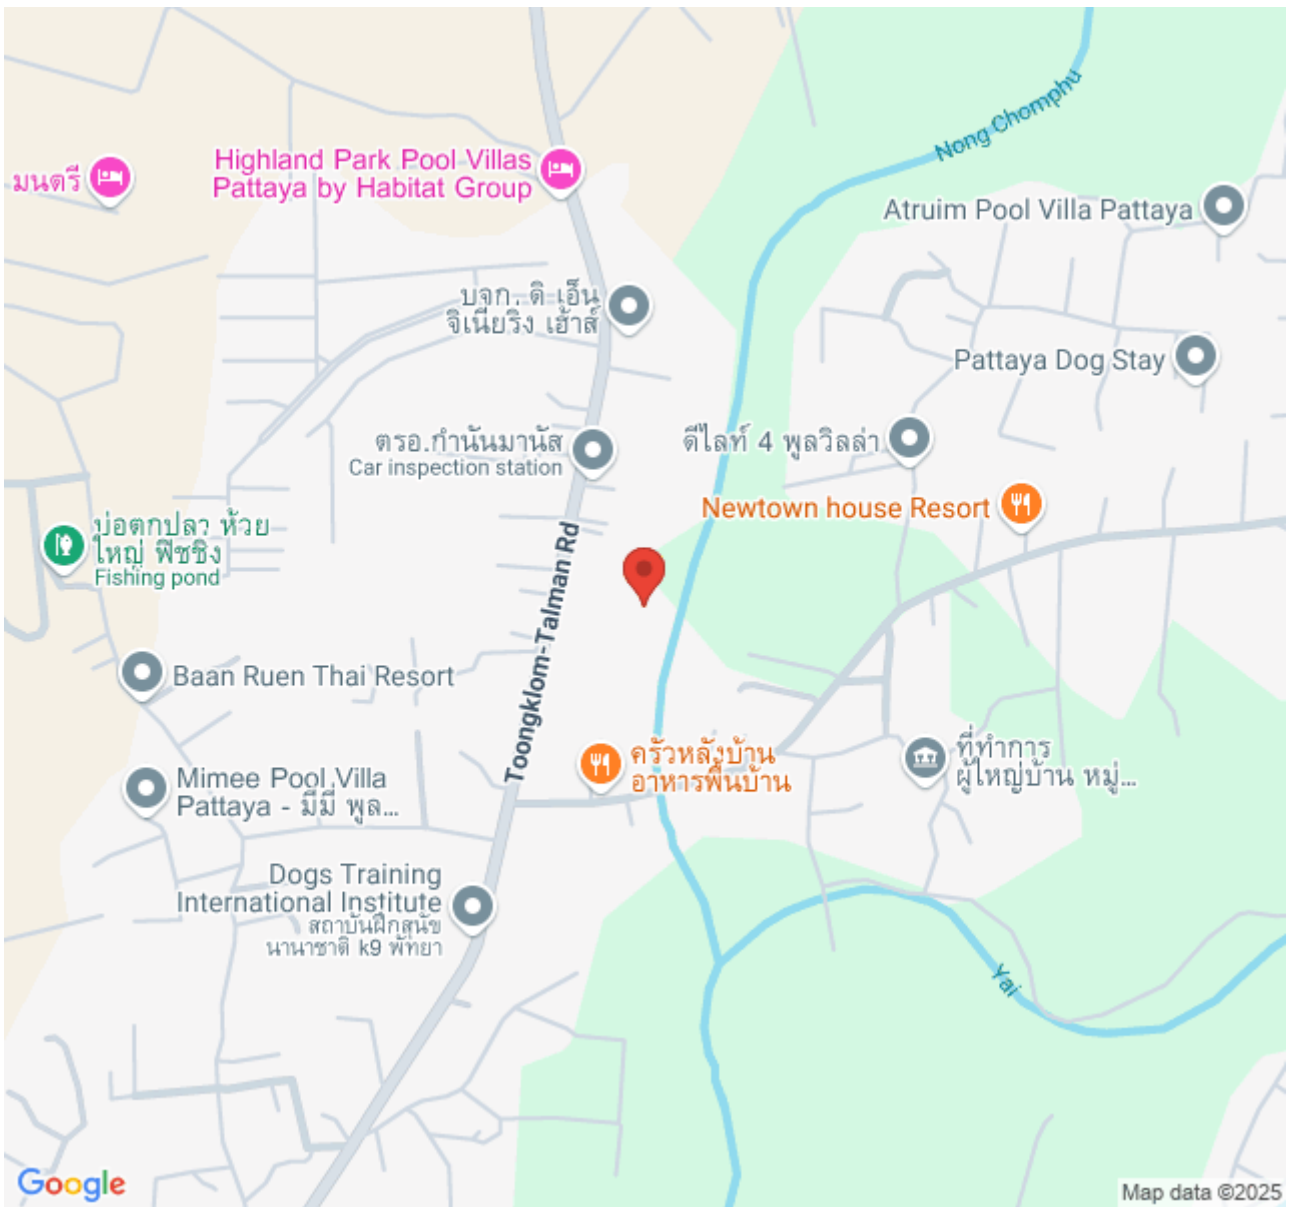 Nong Chomphu
Highland Park Pool Villas
Pattaya by Habitat Group
มนตรี
Atruim Pool Villa Pattaya
บจก. ดิ เอ็น
จิเนียริง เฮ้าส์
Pattaya Dog Stay
ตรอ.กำนันมานัส
Car inspection station
ดีไลท์ 4 พูลวิลล่า
Newtown house Resort
บ่อตกปลา ห้วย
ใหญ่ ฟิชชิง
Fishing pond
Toongklom-Talman Rd
Baan Ruen Thai Resort
ครัวหลังบ้าน
อาหารพื้นบ้าน
ที่ทำการ
ผู้ใหญ่บ้าน หมู่...
Mimee Pool Villa
Pattaya - มีมี่ พูล...
Dogs Training
International Institute
สถาบันฝึกสุนัข
นานาชาติ k9 พัทยา
Yai
Google
Map data ©2025